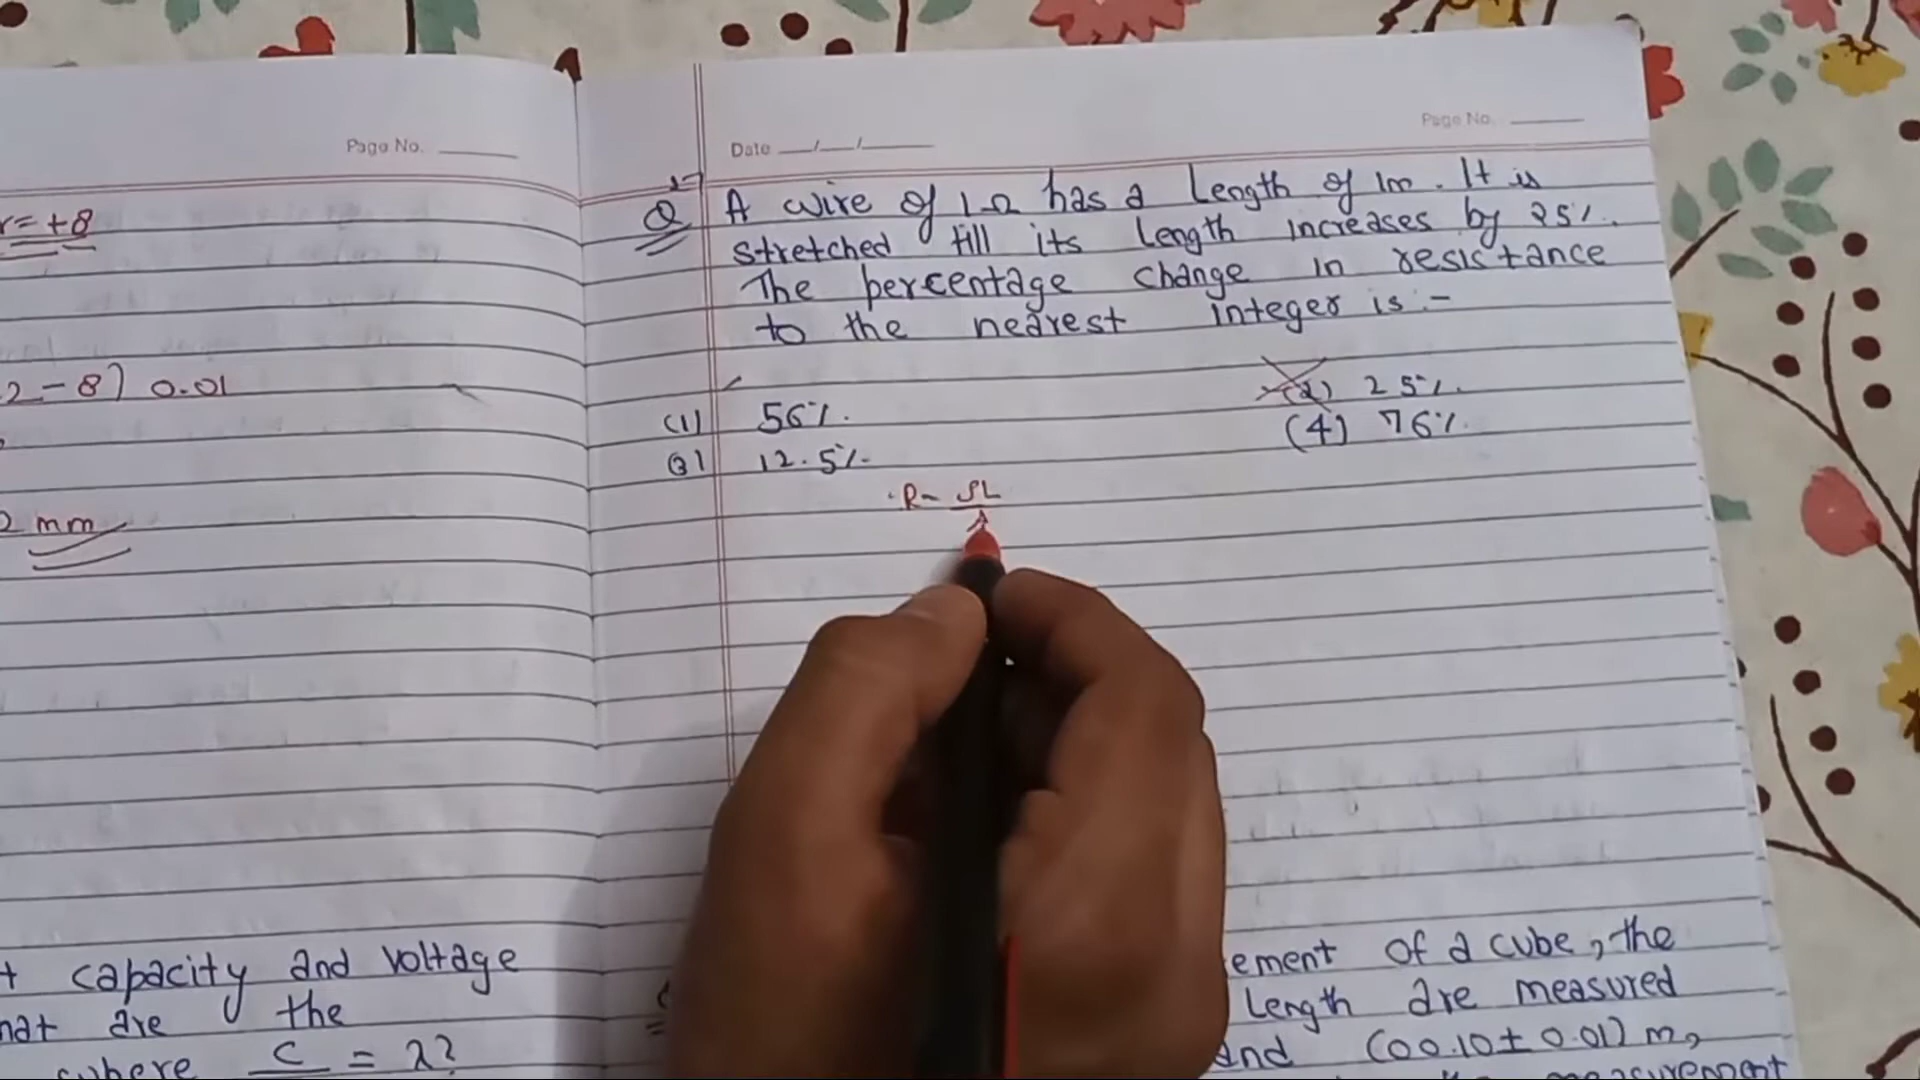 Page No.
r = +8
2 - 8) 0.01
2 mm
t capacity and voltage
hat are the
where C = λ?
Date / /
Page No.
Q A wire of 1Ω has a Length of 1m. It is
stretched till its Length increases by 25%.
The percentage change in resistance
to the nearest integer is :-
(1) 56%.
(2) 25%.
(3) 12.5%.
(4) 76%.
R = ρL
A
ement of a cube, the
Length are measured
and (00.10 ± 0.01) m,
measurement